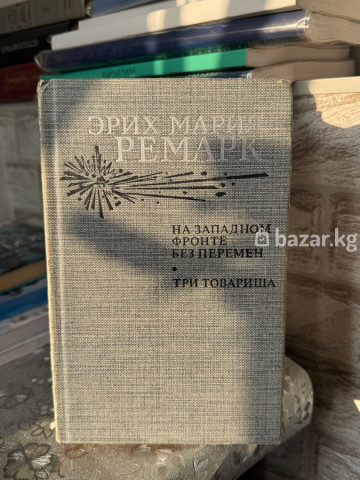 ЭРИХ МАРИЯ
РЕМАРК
НА ЗАПАДНОМ
ФРОНТЕ
БЕЗ ПЕРЕМЕН
•
ТРИ ТОВАРИЩА
bazar.kg